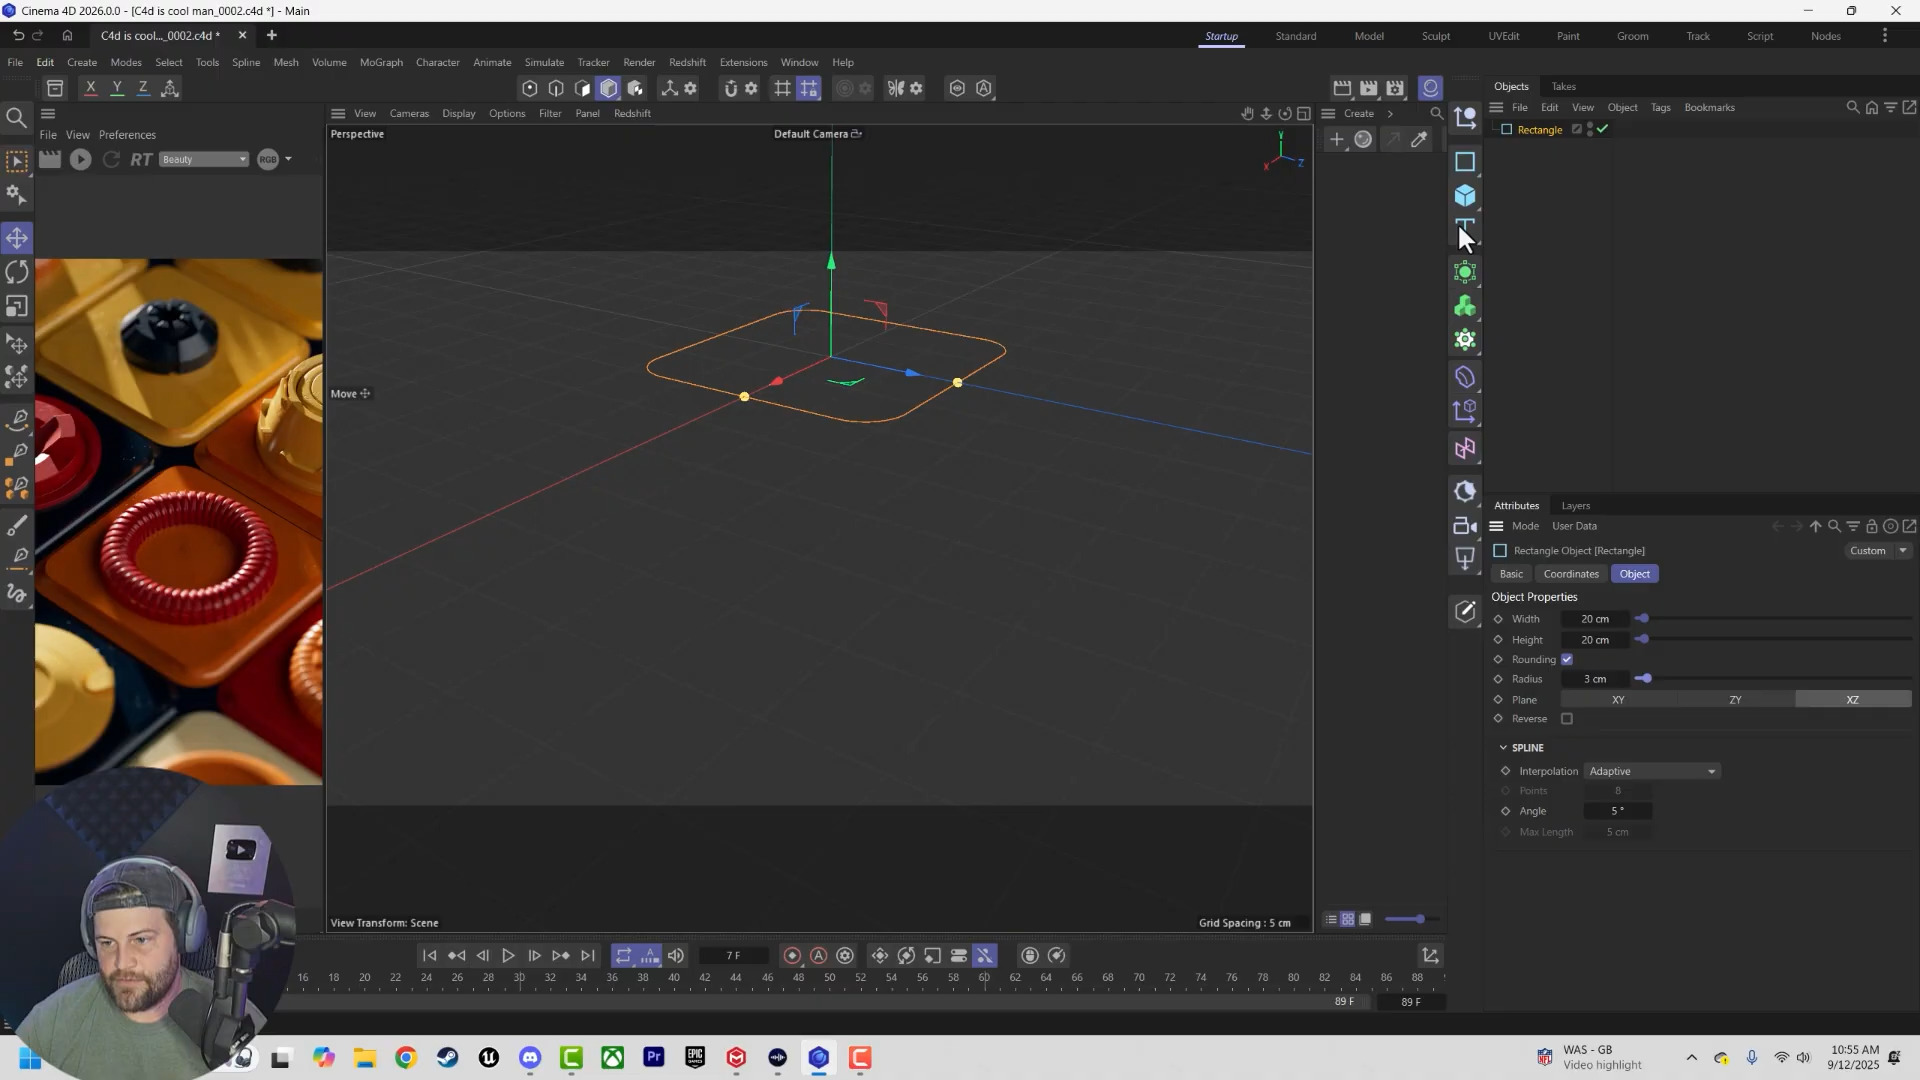 Cinema 4D 2026.0.0 - [C4d is cool man_0002.c4d *] - Main
C4d is cool..._0002.c4d *
Startup Standard Model Sculpt UVEdit Paint Groom Track Script Nodes
File Edit Create Modes Select Tools Spline Mesh Volume MoGraph Character Animate Simulate Tracker Render Redshift Extensions Window Help
X Y Z
Objects Takes
File Edit View Object Tags Bookmarks
View Cameras Display Options Filter Panel Redshift
Create
File View Preferences
Perspective
Default Camera
Rectangle
RT Beauty RGB
Y
X
Z
Move
Attributes Layers
Mode User Data
Rectangle Object [Rectangle]
Custom
Basic Coordinates Object
Object Properties
Width 20 cm
Height 20 cm
Rounding
Radius 3 cm
Plane XY ZY XZ
Reverse
SPLINE
Interpolation Adaptive
Points 8
Angle 5 °
Max Length 5 cm
View Transform: Scene
Grid Spacing : 5 cm
7 F
16 18 20 22 24 26 28 30 32 34 36 38 40 42 44 46 48 50 52 54 56 58 60 62 64 66 68 70 72 74 76 78 80 82 84 86 88
89 F
89 F
Pr
EPIC
GAMES
WAS - GB
Video highlight
10:55 AM
9/12/2025